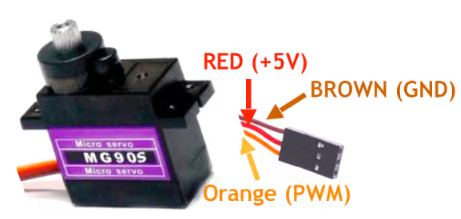 RED (+5V)
BROWN (GND)
Micro servo
MG90S
Micro servo
Orange (PWM)